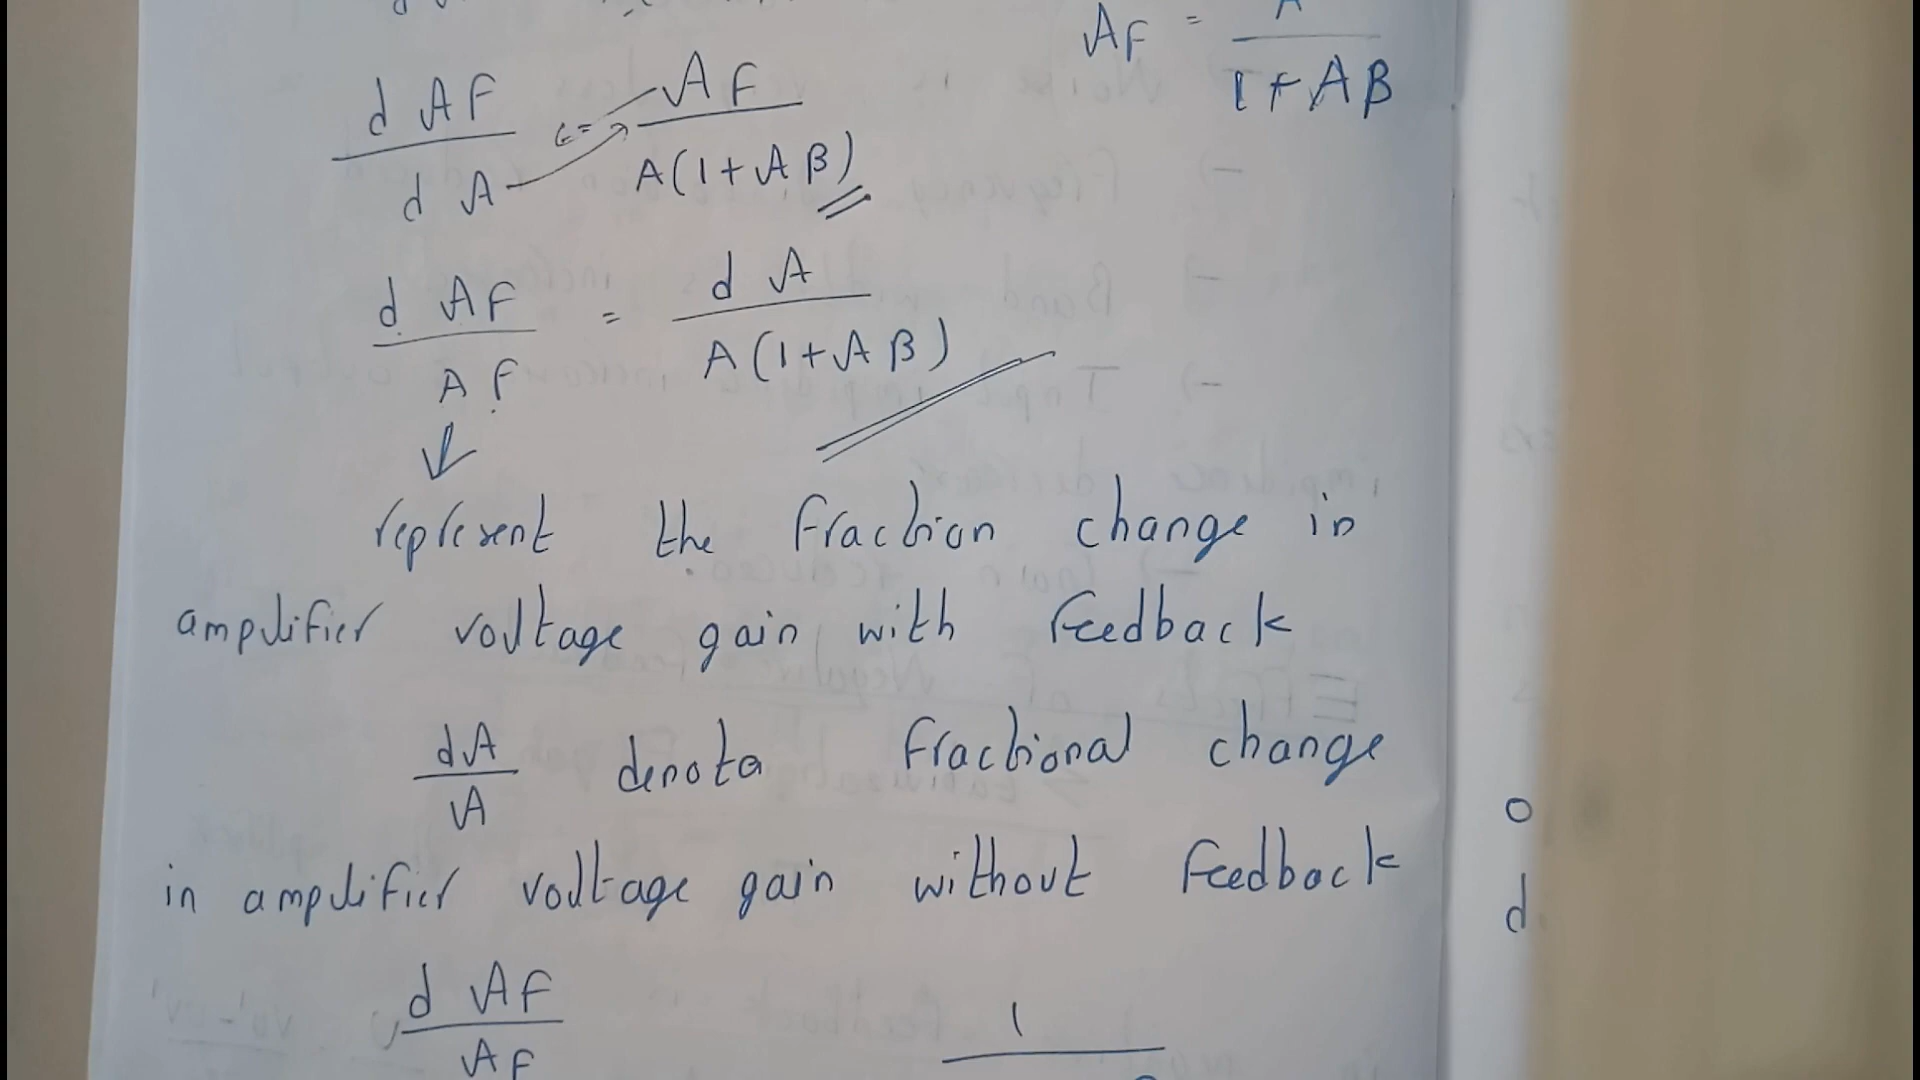 AF = A / 1+AB
d AF / d A = AF / A(1+Aβ)
d AF / AF = d A / A(1+Aβ)
represent the fraction change in
amplifier voltage gain with feedback
dA / A denota fractional change
in amplifier voltage gain without feedback
d AF / AF 1
o
d